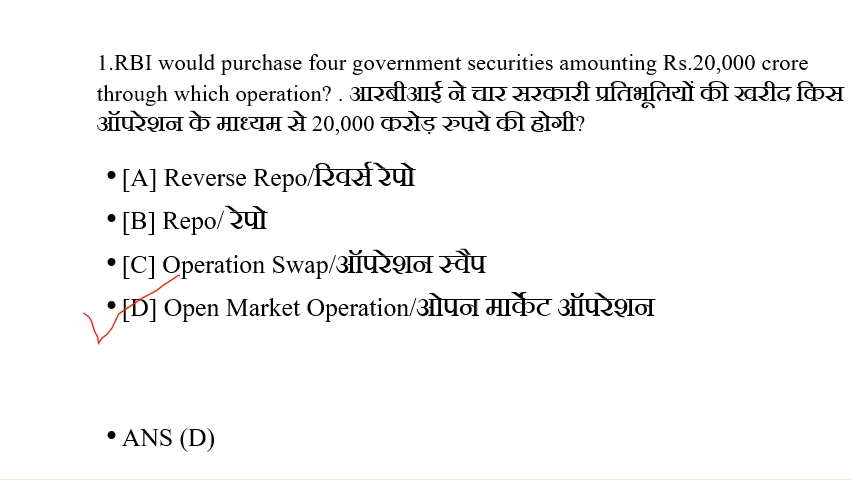 1.RBI would purchase four government securities amounting Rs.20,000 crore
through which operation? . आरबीआई ने चार सरकारी प्रतिभूतियों की खरीद किस
ऑपरेशन के माध्यम से 20,000 करोड़ रुपये की होगी?
• [A] Reverse Repo/रिवर्स रेपो
• [B] Repo/ रेपो
• [C] Operation Swap/ऑपरेशन स्वैप
• [D] Open Market Operation/ओपन मार्केट ऑपरेशन
• ANS (D)